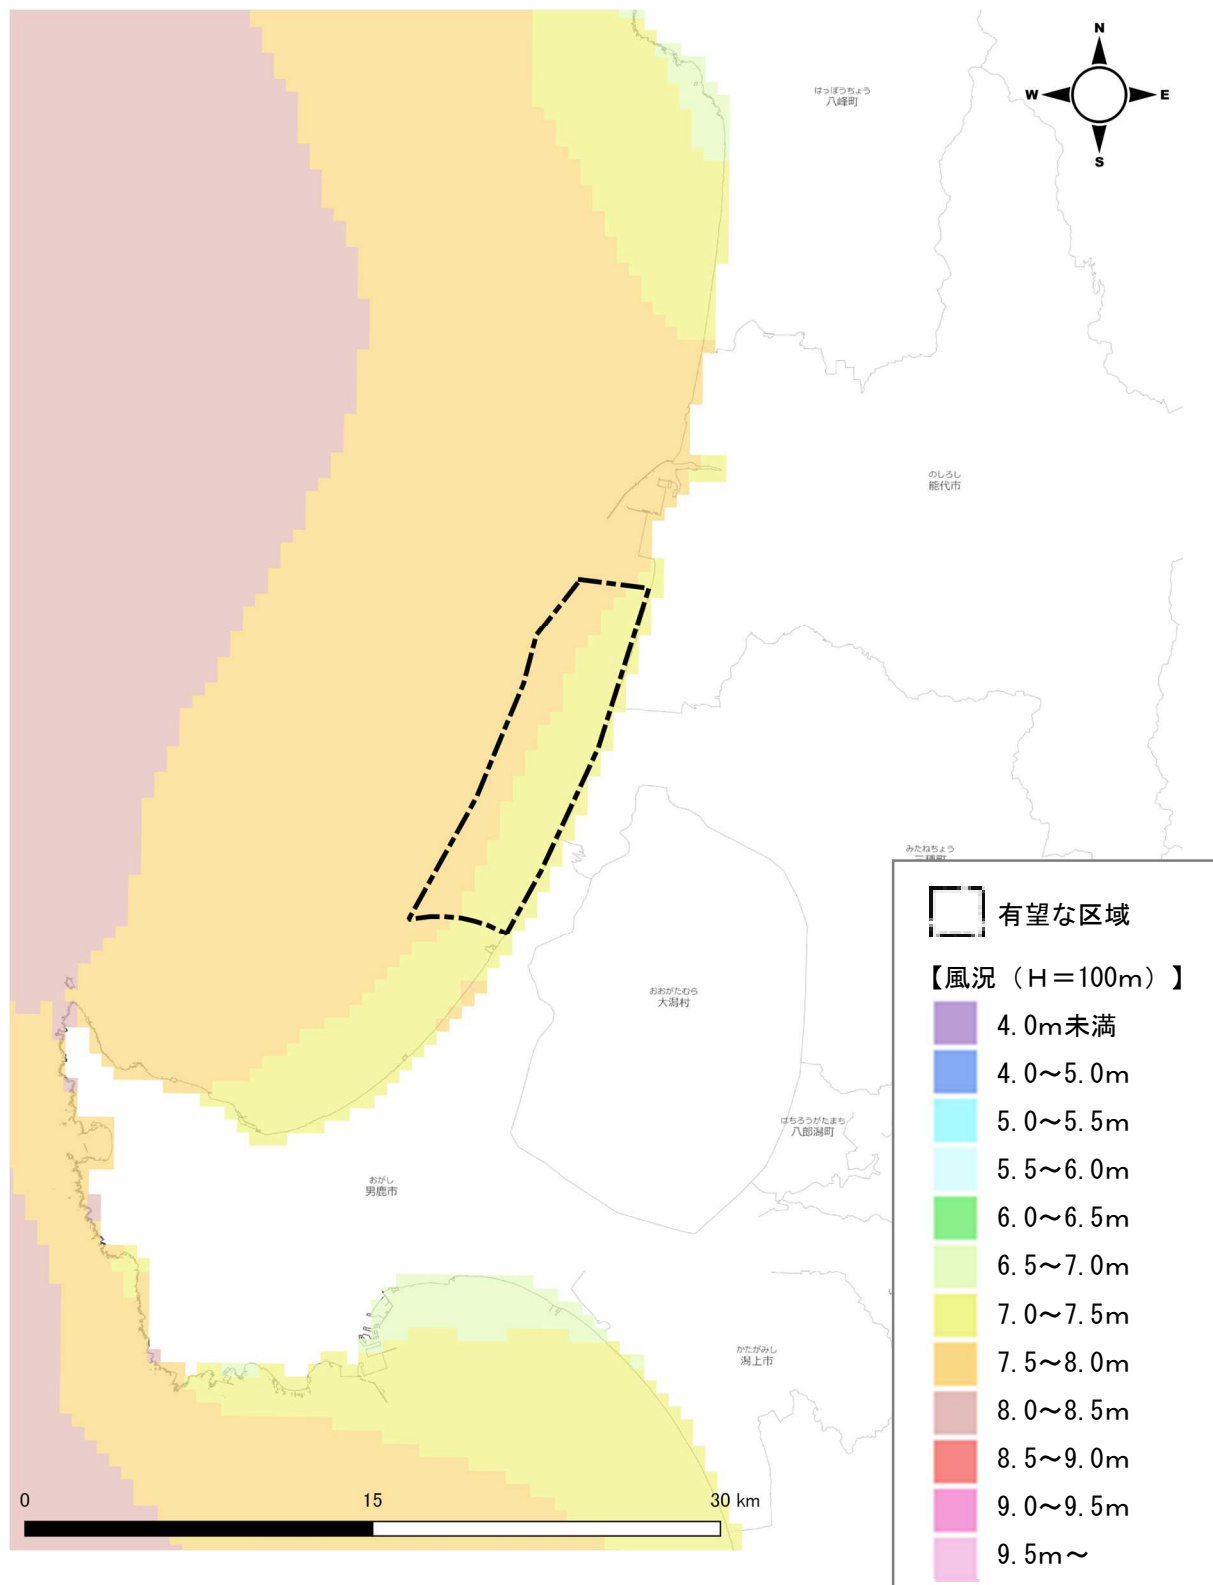 N
W E
S
はっぽうちょう
八峰町
のしろし
能代市
みたねちょう
三種町
おおがたむら
大潟村
はちろうがたまち
八郎潟町
おがし
男鹿市
かたがみし
潟上市
0 15 30 km
有望な区域
【風況（H＝100m）】
4.0m未満
4.0～5.0m
5.0～5.5m
5.5～6.0m
6.0～6.5m
6.5～7.0m
7.0～7.5m
7.5～8.0m
8.0～8.5m
8.5～9.0m
9.0～9.5m
9.5m～